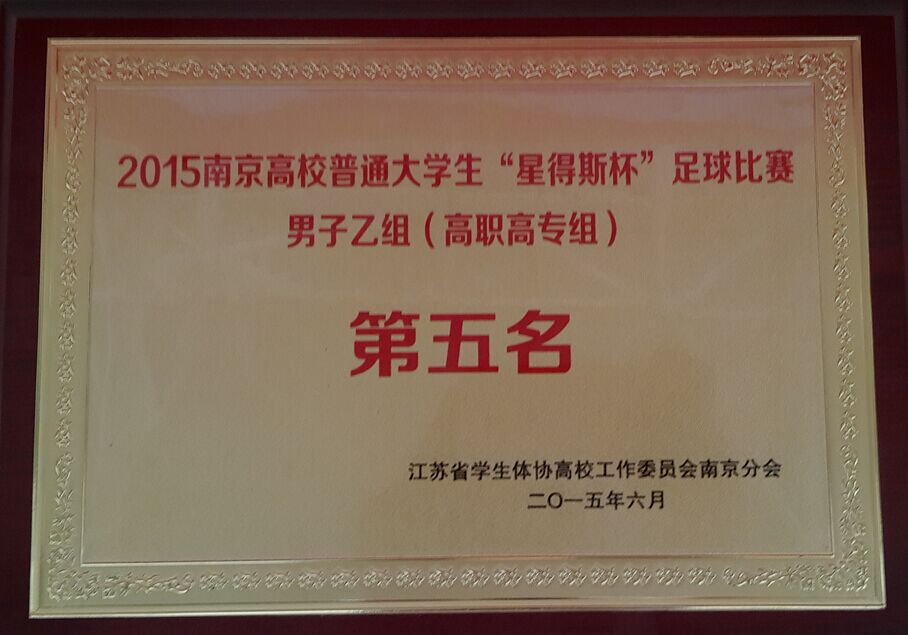 2015南京高校普通大学生“星得斯杯”足球比赛
男子乙组（高职高专组）
第五名
江苏省学生体协高校工作委员会南京分会
二〇一五年六月